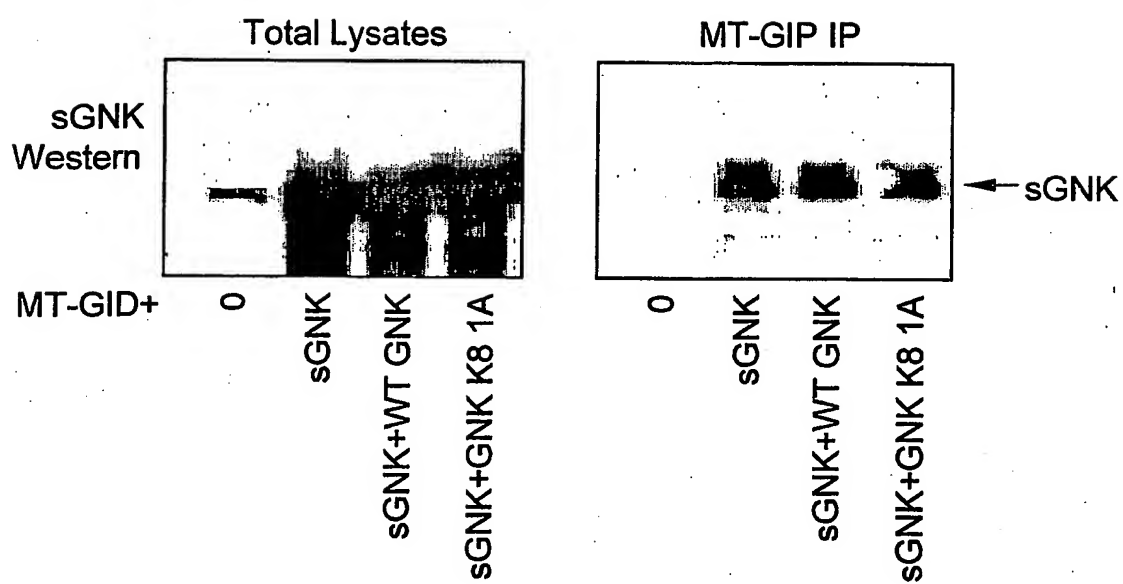 Total Lysates
MT-GIP IP
sGNK
Western
sGNK
MT-GID+
0
sGNK
sGNK+WT GNK
sGNK+GNK K8 1A
0
sGNK
sGNK+WT GNK
sGNK+GNK K8 1A